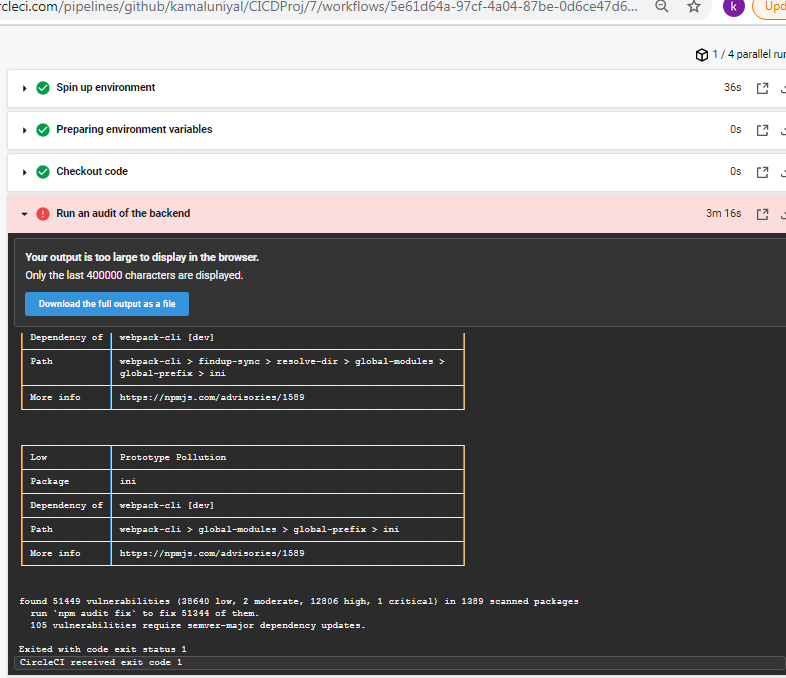 rcleci.com/pipelines/github/kamaluniyal/CICDProj/7/workflows/5e61d64a-97cf-4a04-87be-0d6ce47d6... k Upd
1 / 4 parallel run
Spin up environment 36s
Preparing environment variables 0s
Checkout code 0s
! Run an audit of the backend 3m 16s
Your output is too large to display in the browser.
Only the last 400000 characters are displayed.
Download the full output as a file
Dependency of webpack-cli [dev]
Path webpack-cli > findup-sync > resolve-dir > global-modules >
global-prefix > ini
More info https://npmjs.com/advisories/1589
Low Prototype Pollution
Package ini
Dependency of webpack-cli [dev]
Path webpack-cli > global-modules > global-prefix > ini
More info https://npmjs.com/advisories/1589
found 51449 vulnerabilities (38640 low, 2 moderate, 12806 high, 1 critical) in 1389 scanned packages
run `npm audit fix` to fix 51344 of them.
105 vulnerabilities require semver-major dependency updates.
Exited with code exit status 1
CircleCI received exit code 1